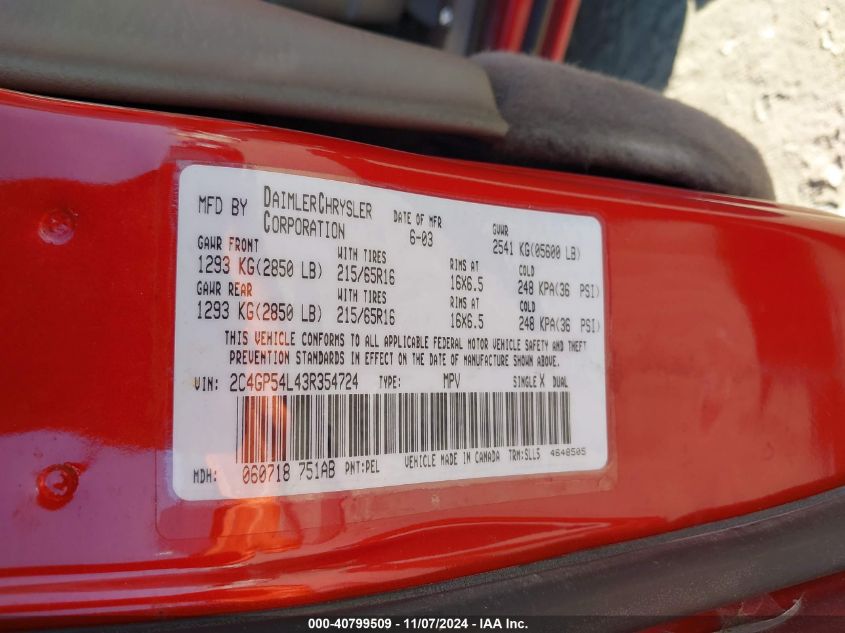 MFD BY DAIMLERCHRYSLER CORPORATION DATE OF MFR 6-03 GVWR 2541 KG(05600 LB)
GAWR FRONT WITH TIRES RIMS AT COLD
1293 KG(2850 LB) 215/65R16 16X6.5 248 KPA(36 PSI)
GAWR REAR WITH TIRES RIMS AT COLD
1293 KG(2850 LB) 215/65R16 16X6.5 248 KPA(36 PSI)
THIS VEHICLE CONFORMS TO ALL APPLICABLE FEDERAL MOTOR VEHICLE SAFETY AND THEFT
PREVENTION STANDARDS IN EFFECT ON THE DATE OF MANUFACTURE SHOWN ABOVE.
VIN: 2C4GP54L43R354724 TYPE: MPV SINGLE X DUAL
MDH: 060718 751AB PNT:PEL VEHICLE MADE IN CANADA TRM:SLL5 4648505
000-40799509 - 11/07/2024 - IAA Inc.